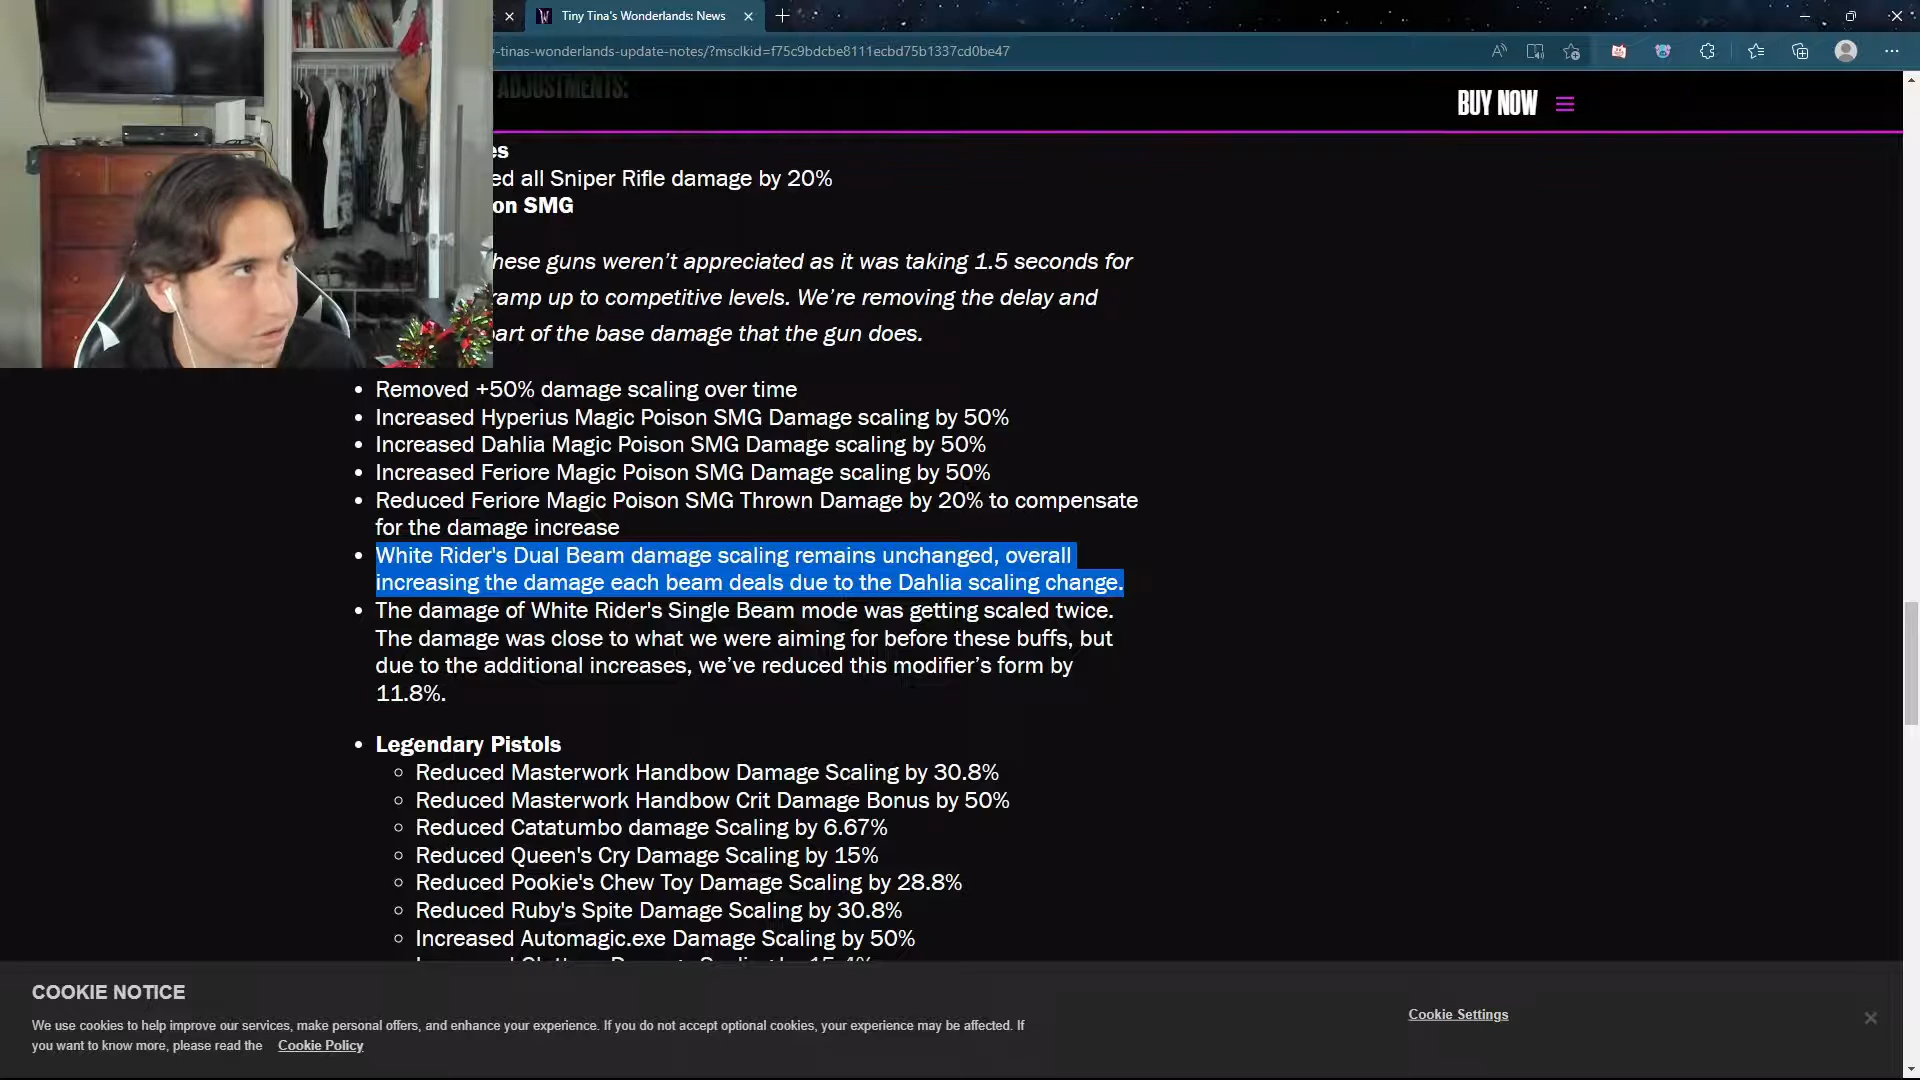 Tiny Tina's Wonderlands: News
-tinas-wonderlands-update-notes/?msclkid=f75c9bdcbe8111ecbd75b1337cd0be47
ADJUSTMENTS:
BUY NOW
es
ed all Sniper Rifle damage by 20%
on SMG
hese guns weren’t appreciated as it was taking 1.5 seconds for
ramp up to competitive levels. We’re removing the delay and
part of the base damage that the gun does.
• Removed +50% damage scaling over time
• Increased Hyperius Magic Poison SMG Damage scaling by 50%
• Increased Dahlia Magic Poison SMG Damage scaling by 50%
• Increased Feriore Magic Poison SMG Damage scaling by 50%
• Reduced Feriore Magic Poison SMG Thrown Damage by 20% to compensate
for the damage increase
• White Rider's Dual Beam damage scaling remains unchanged, overall
increasing the damage each beam deals due to the Dahlia scaling change.
• The damage of White Rider's Single Beam mode was getting scaled twice.
The damage was close to what we were aiming for before these buffs, but
due to the additional increases, we’ve reduced this modifier’s form by
11.8%.
• Legendary Pistols
◦ Reduced Masterwork Handbow Damage Scaling by 30.8%
◦ Reduced Masterwork Handbow Crit Damage Bonus by 50%
◦ Reduced Catatumbo damage Scaling by 6.67%
◦ Reduced Queen's Cry Damage Scaling by 15%
◦ Reduced Pookie's Chew Toy Damage Scaling by 28.8%
◦ Reduced Ruby's Spite Damage Scaling by 30.8%
◦ Increased Automagic.exe Damage Scaling by 50%
COOKIE NOTICE
We use cookies to help improve our services, make personal offers, and enhance your experience. If you do not accept optional cookies, your experience may be affected. If
you want to know more, please read the Cookie Policy
Cookie Settings